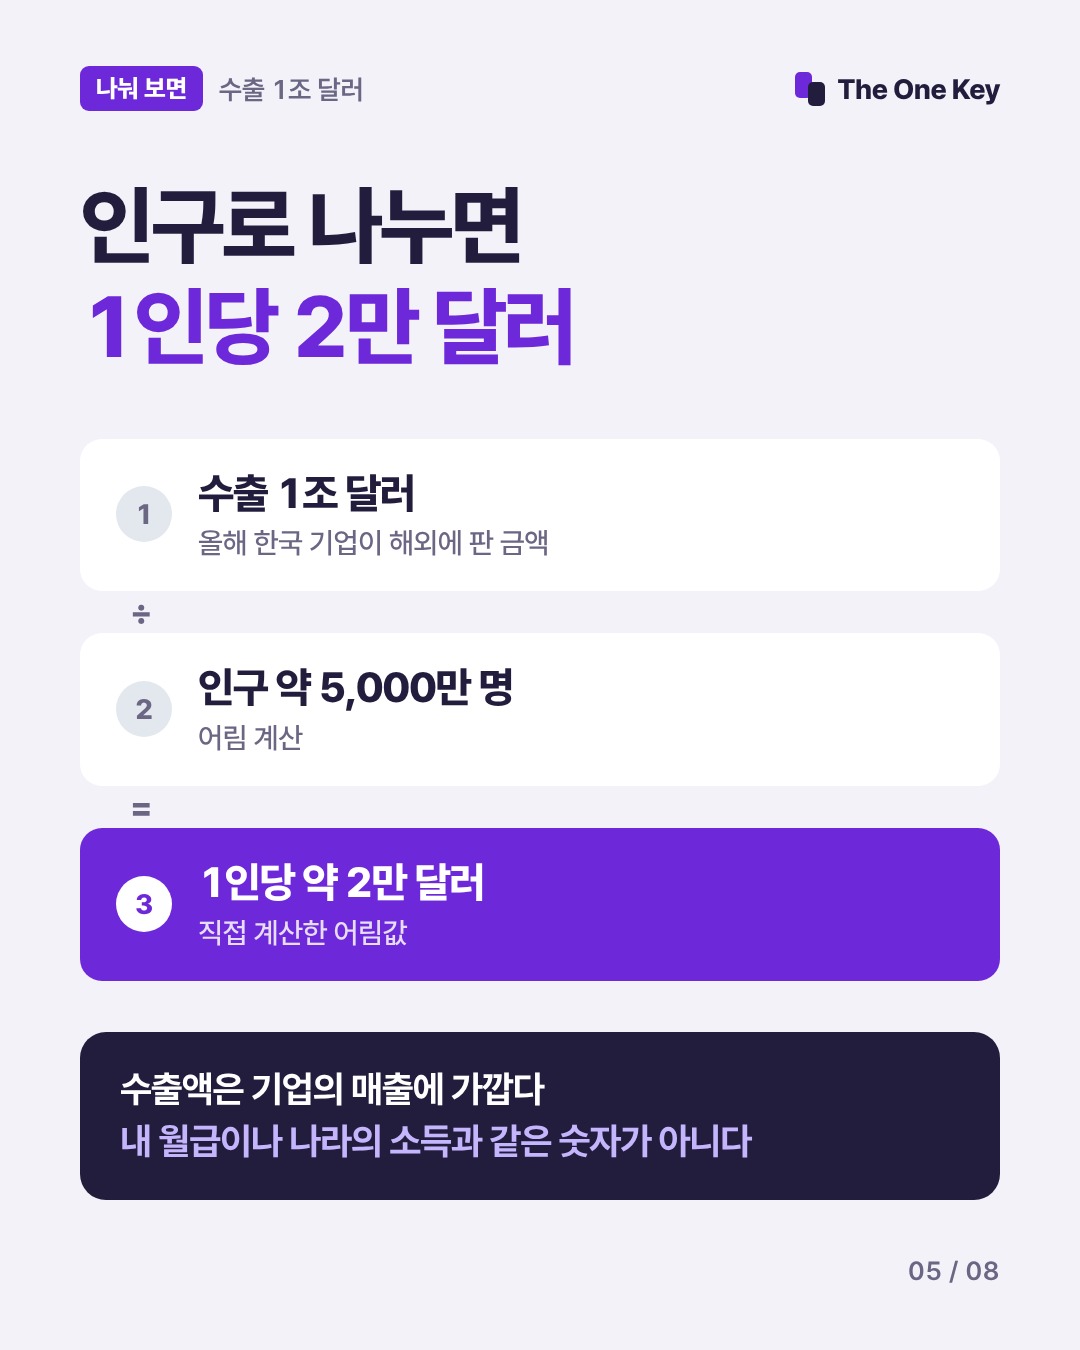 나눠 보면 수출 1조 달러
The One Key
인구로 나누면
1인당 2만 달러
1
수출 1조 달러
올해 한국 기업이 해외에 판 금액
÷
2
인구 약 5,000만 명
어림 계산
=
3
1인당 약 2만 달러
직접 계산한 어림값
수출액은 기업의 매출에 가깝다
내 월급이나 나라의 소득과 같은 숫자가 아니다
05 / 08